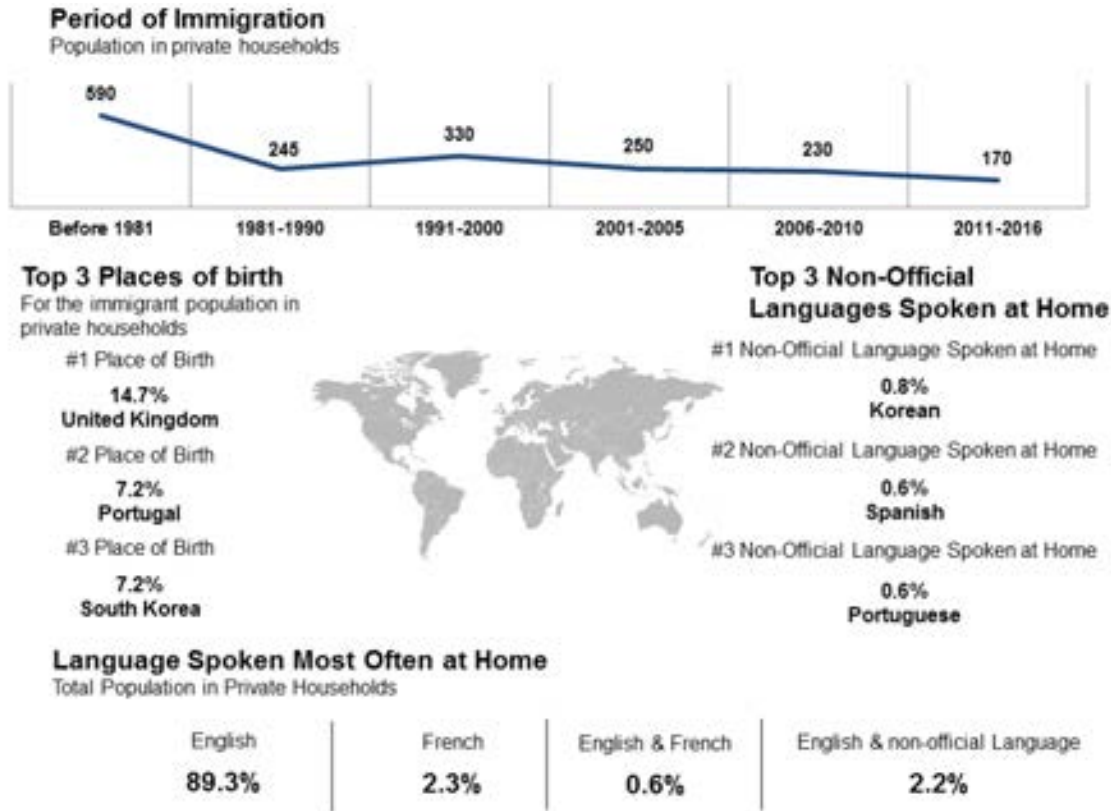 Period of Immigration
Population in private households
590
245
330
250
230
170
Before 1981
1981-1990
1991-2000
2001-2005
2006-2010
2011-2016
Top 3 Places of birth
For the immigrant population in
private households
#1 Place of Birth
14.7%
United Kingdom
#2 Place of Birth
7.2%
Portugal
#3 Place of Birth
7.2%
South Korea
Top 3 Non-Official
Languages Spoken at Home
#1 Non-Official Language Spoken at Home
0.8%
Korean
#2 Non-Official Language Spoken at Home
0.6%
Spanish
#3 Non-Official Language Spoken at Home
0.6%
Portuguese
Language Spoken Most Often at Home
Total Population in Private Households
English
89.3%
French
2.3%
English & French
0.6%
English & non-official Language
2.2%